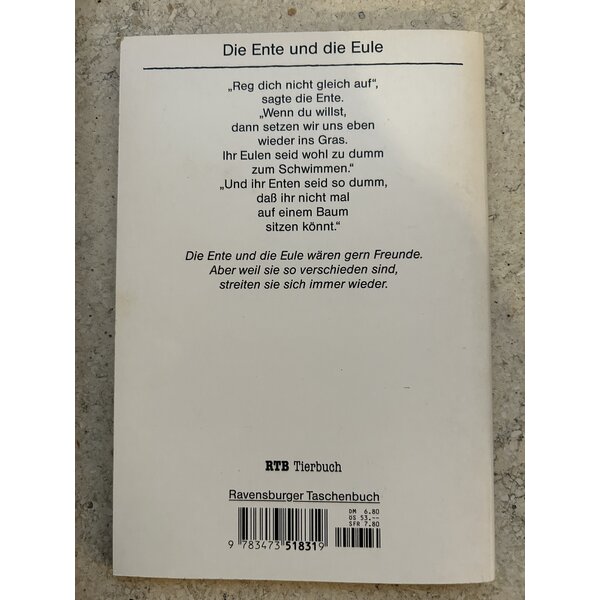 Die Ente und die Eule
„Reg dich nicht gleich auf“,
sagte die Ente.
„Wenn du willst,
dann setzen wir uns eben
wieder ins Gras.
Ihr Eulen seid wohl zu dumm
zum Schwimmen.“
„Und ihr Enten seid so dumm,
daß ihr nicht mal
auf einem Baum
sitzen könnt.“
Die Ente und die Eule wären gern Freunde.
Aber weil sie so verschieden sind,
streiten sie sich immer wieder.
RTB Tierbuch
Ravensburger Taschenbuch
DM 6.80
ÖS 53.--
SFR 7.80
9 783473 518319